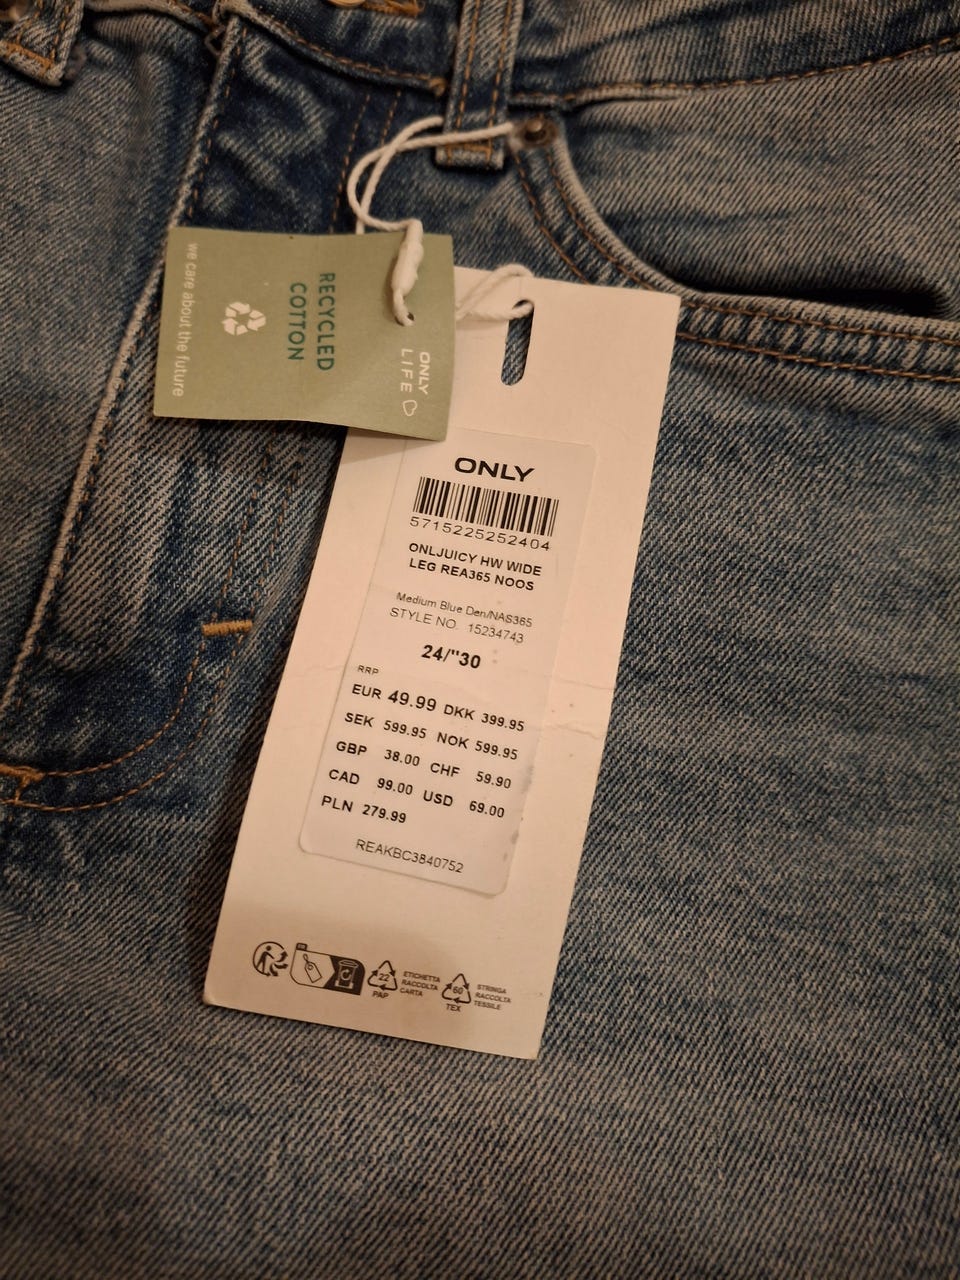 we care about the future
RECYCLED
COTTON
ONLY
LIFE
ONLY
5715225252404
ONLJUICY HW WIDE
LEG REA365 NOOS
Medium Blue Den/NAS365
STYLE NO. 15234743
24/"30
RRP
EUR 49.99 DKK 399.95
SEK 599.95 NOK 599.95
GBP 38.00 CHF 59.90
CAD 99.00 USD 69.00
PLN 279.99
REAKBC3840752
22
PAP
ETICHETTA
RACCOLTA
CARTA
60
TEX
STRINGA
RACCOLTA
TESSILE